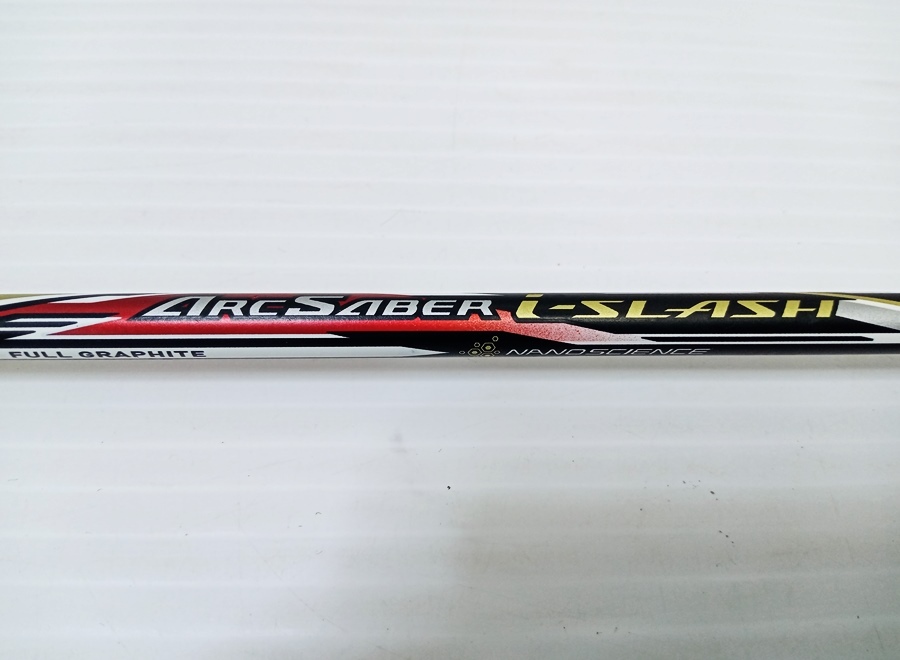 ARCSABER i-SLASH
FULL GRAPHITE NANOSCIENCE